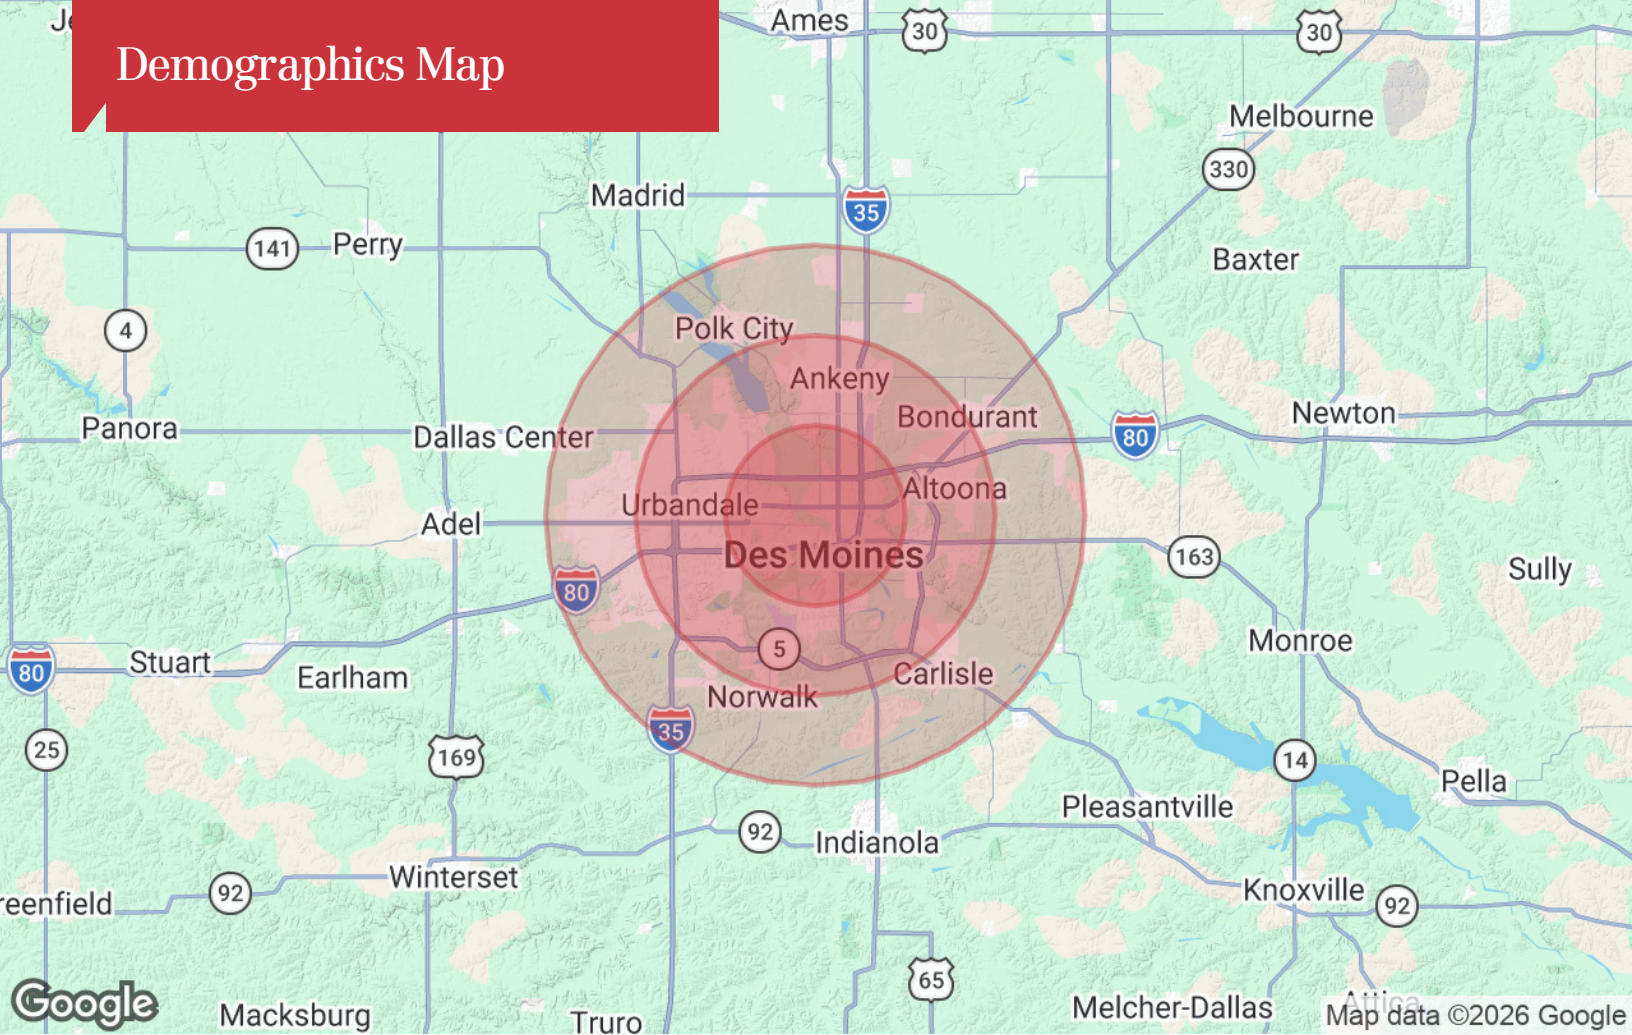 Demographics Map
Je
Ames
30
30
Melbourne
330
Madrid
35
141
Perry
Baxter
4
Polk City
Ankeny
Bondurant
Newton
Panora
Dallas Center
80
Altoona
Urbandale
Adel
Des Moines
163
Sully
80
Monroe
5
Stuart
80
Earlham
Carlisle
Norwalk
35
25
169
14
Pella
Pleasantville
92
Indianola
Winterset
92
Knoxville
92
reenfield
65
Google
Macksburg
Truro
Melcher-Dallas
Attica
Map data ©2026 Google